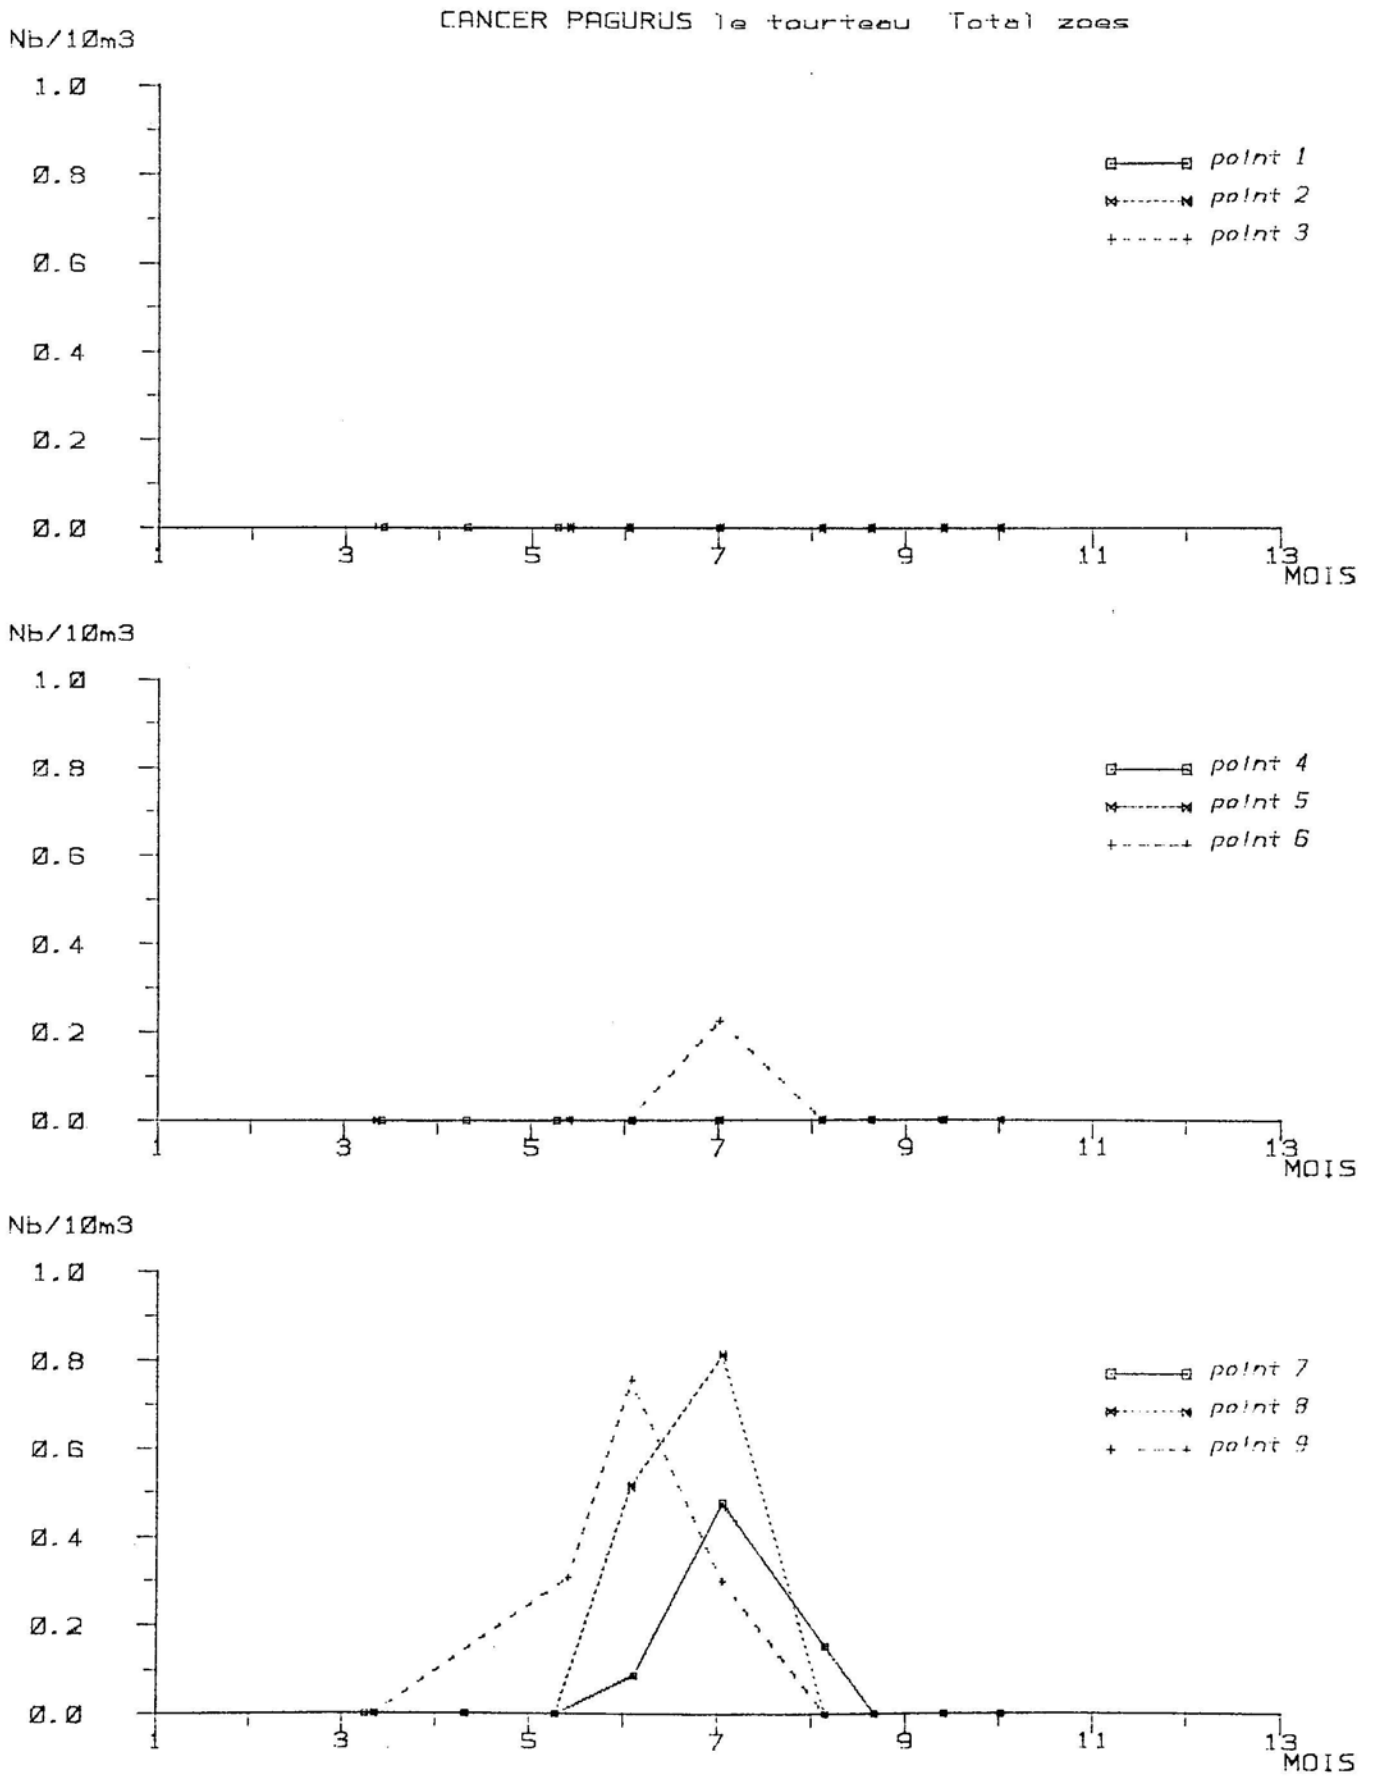 CANCER PAGURUS le tourteau Total zoes
Nb/10m3
1.0
0.8
0.6
0.4
0.2
0.0
1 3 5 7 9 11 13
MOIS
point 1
point 2
point 3
Nb/10m3
1.0
0.8
0.6
0.4
0.2
0.0
1 3 5 7 9 11 13
MOIS
point 4
point 5
point 6
Nb/10m3
1.0
0.8
0.6
0.4
0.2
0.0
1 3 5 7 9 11 13
MOIS
point 7
point 8
point 9